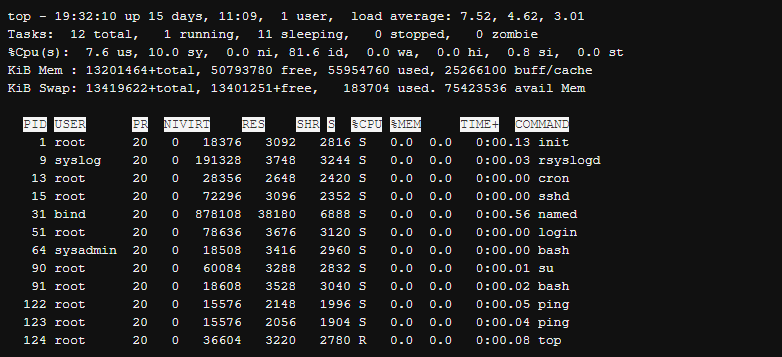 top - 19:32:10 up 15 days, 11:09,  1 user,  load average: 7.52, 4.62, 3.01
Tasks:  12 total,   1 running,  11 sleeping,   0 stopped,   0 zombie
%Cpu(s):  7.6 us, 10.0 sy,  0.0 ni, 81.6 id,  0.0 wa,  0.0 hi,  0.8 si,  0.0 st
KiB Mem : 13201464+total, 50793780 free, 55954760 used, 25266100 buff/cache
KiB Swap: 13419622+total, 13401251+free,   183704 used. 75423536 avail Mem
PID USER PR NIVIRT RES SHR S %CPU %MEM TIME+ COMMAND
1 root 20 0 18376 3092 2816 S 0.0 0.0 0:00.13 init
9 syslog 20 0 191328 3748 3244 S 0.0 0.0 0:00.03 rsyslogd
13 root 20 0 28356 2648 2420 S 0.0 0.0 0:00.00 cron
15 root 20 0 72296 3096 2352 S 0.0 0.0 0:00.00 sshd
31 bind 20 0 878108 38180 6888 S 0.0 0.0 0:00.56 named
51 root 20 0 78636 3676 3120 S 0.0 0.0 0:00.00 login
64 sysadmin 20 0 18508 3416 2960 S 0.0 0.0 0:00.00 bash
90 root 20 0 60084 3288 2832 S 0.0 0.0 0:00.01 su
91 root 20 0 18608 3528 3040 S 0.0 0.0 0:00.02 bash
122 root 20 0 15576 2148 1996 S 0.0 0.0 0:00.05 ping
123 root 20 0 15576 2056 1904 S 0.0 0.0 0:00.04 ping
124 root 20 0 36604 3220 2780 R 0.0 0.0 0:00.08 top